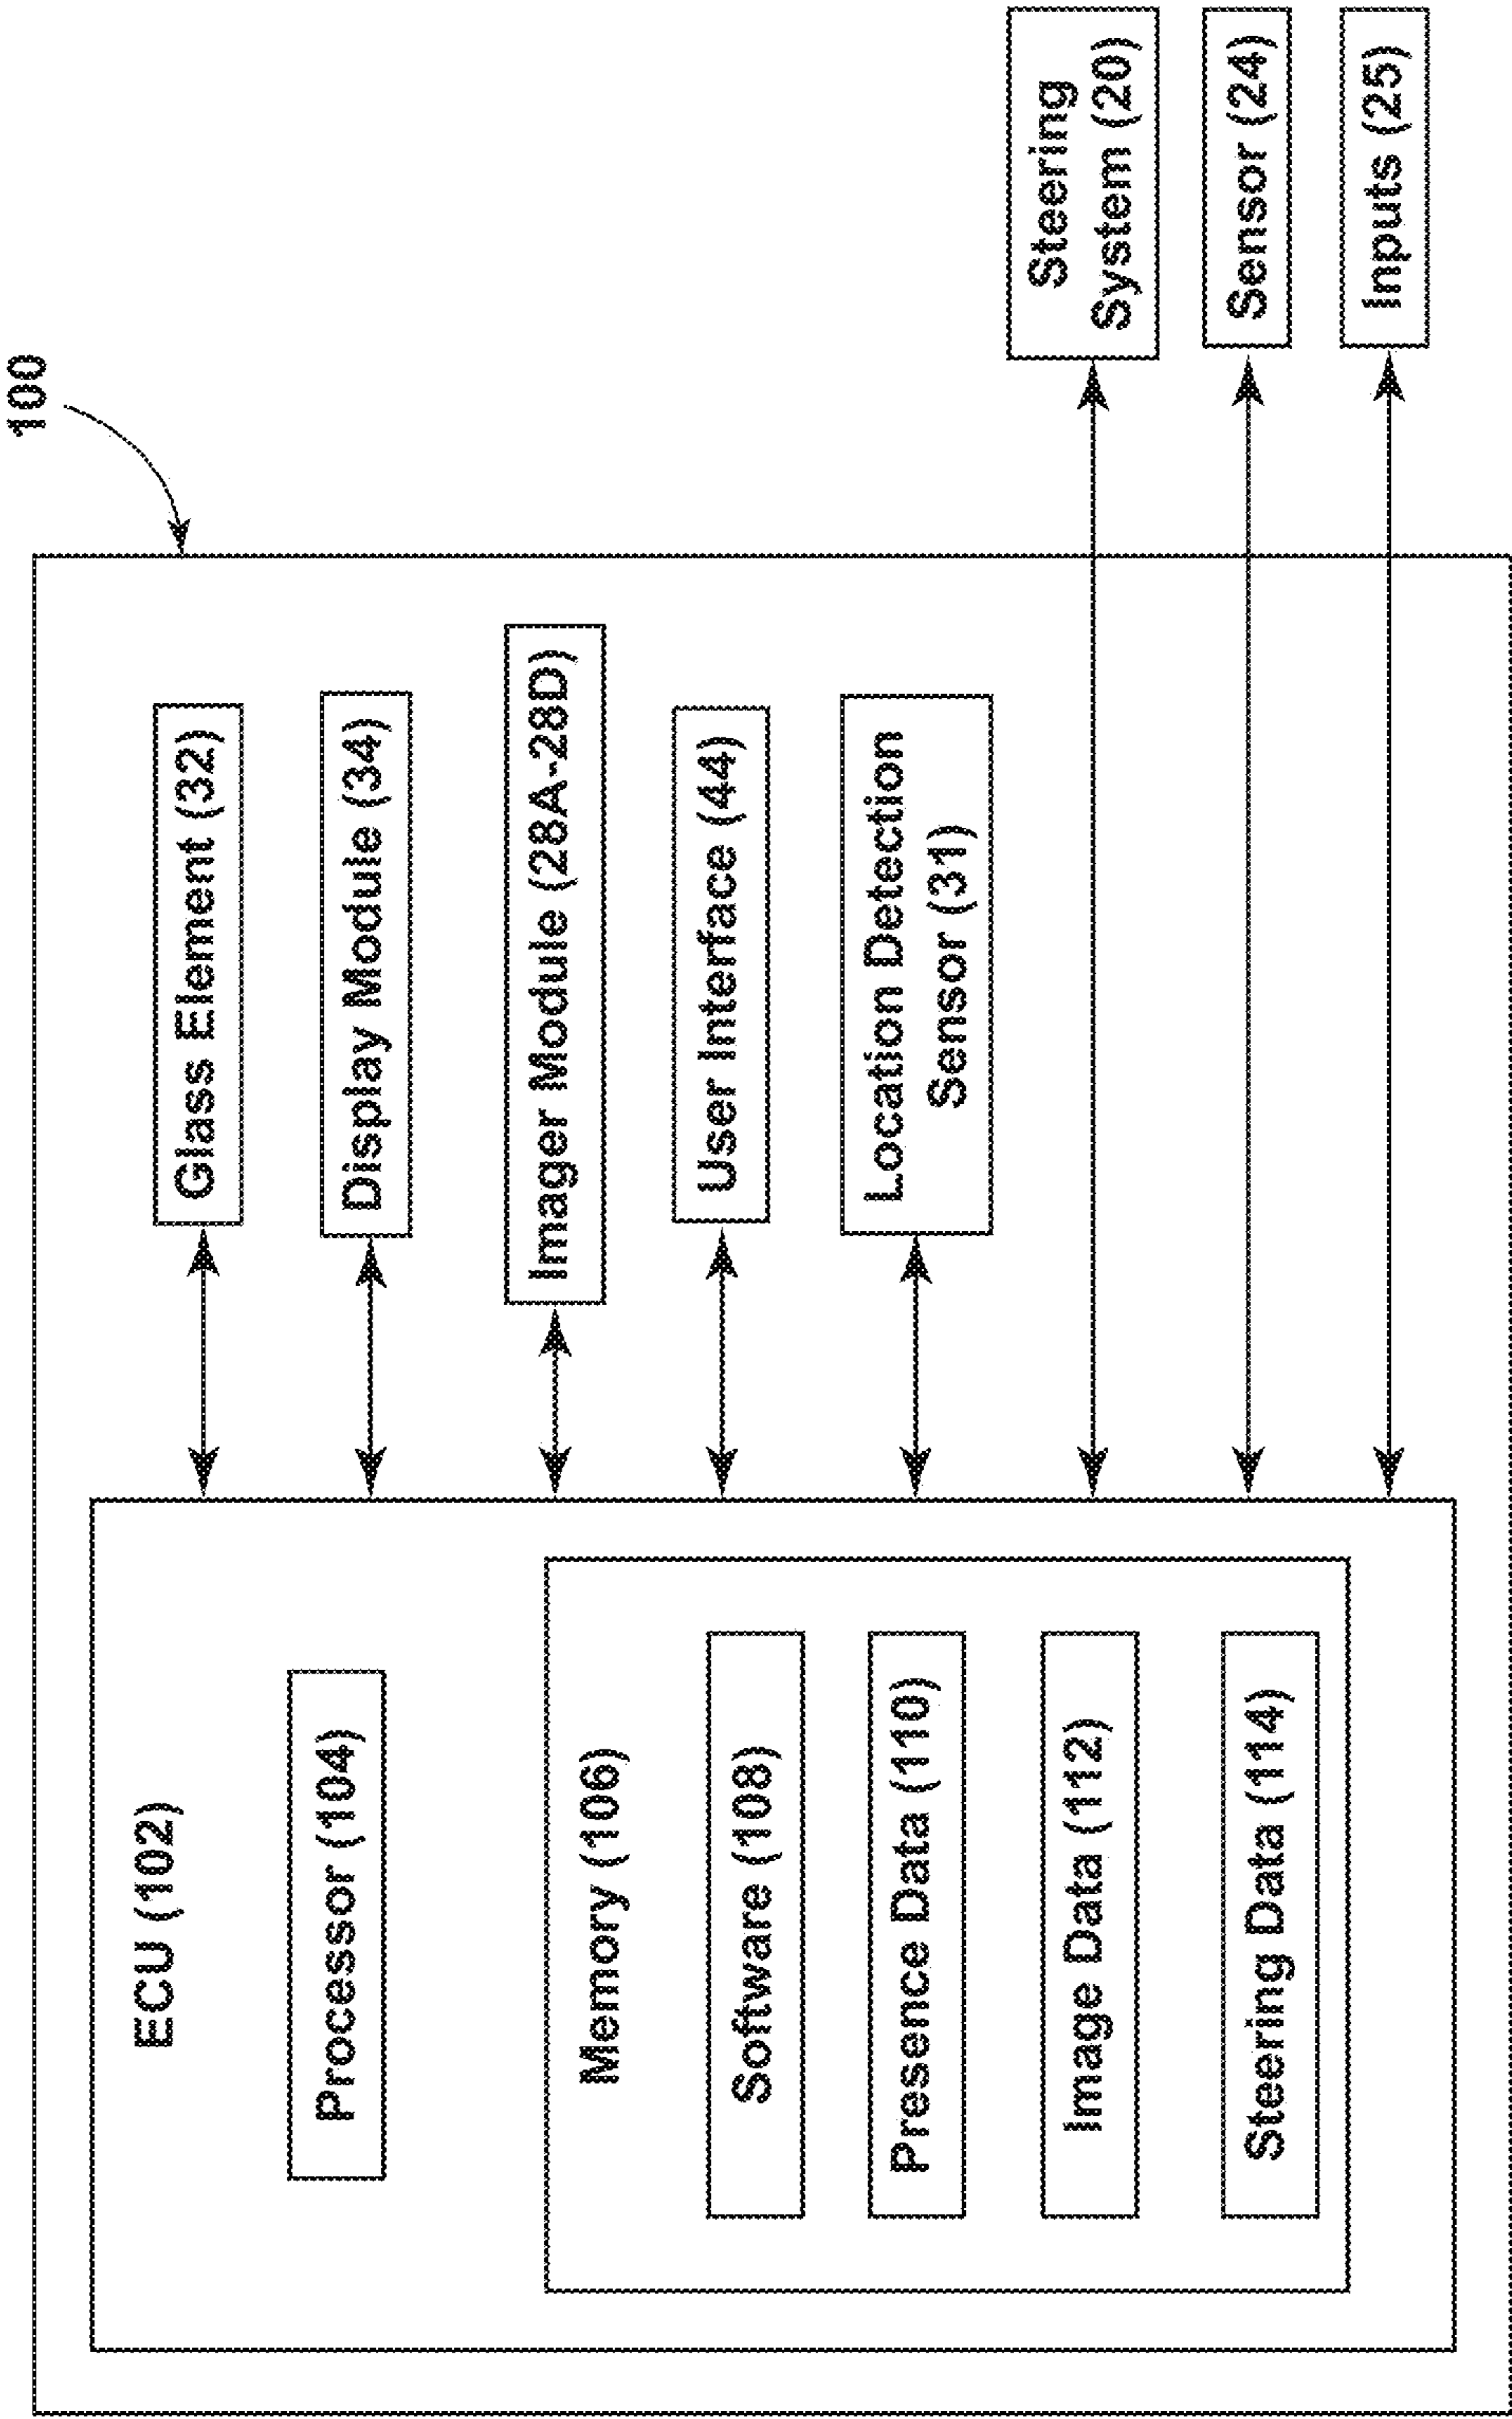 100
ECU (102)
Processor (104)
Memory (106)
Software (108)
Presence Data (110)
Image Data (112)
Steering Data (114)
Glass Element (32)
Display Module (34)
Imager Module (28A-28D)
User Interface (44)
Location Detection
Sensor (31)
Steering
System (20)
Sensor (24)
Inputs (25)